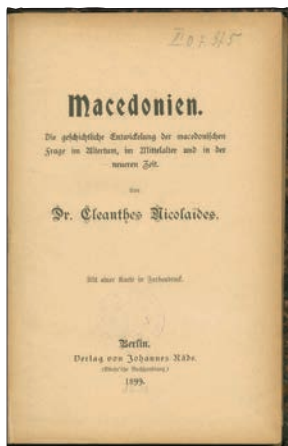 Macedonien.
Die geschichtliche Entwickelung der macedonischen
Frage im Altertum, im Mittelalter und in der
neueren Zeit.
Von
Dr. Cleanthes Nicolaïdes.
Mit einer Karte in Farbendruck.
Berlin.
Verlag von Johannes Räde.
1899.